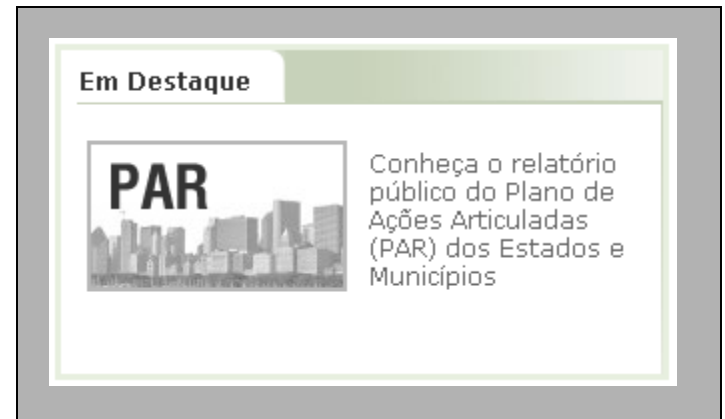 Em Destaque
PAR
Conheça o relatório
público do Plano de
Ações Articuladas
(PAR) dos Estados e
Municípios